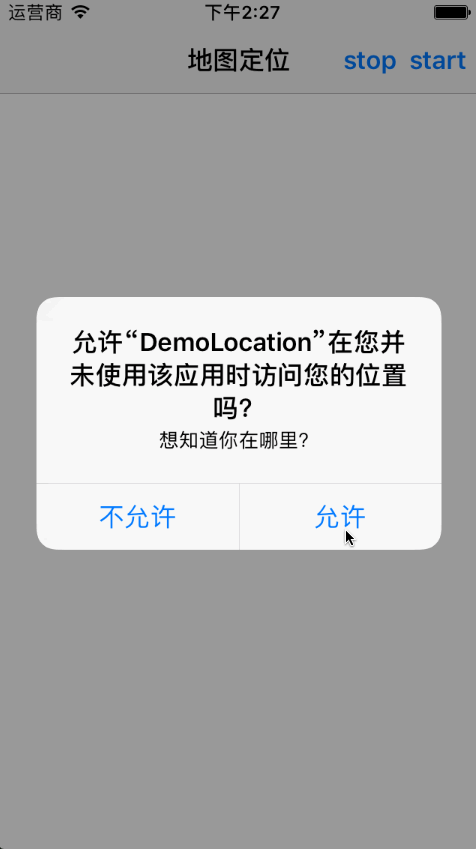 运营商 下午2:27
地图定位 stop start
允许“DemoLocation”在您并
未使用该应用时访问您的位置
吗?
想知道你在哪里?
不允许 允许